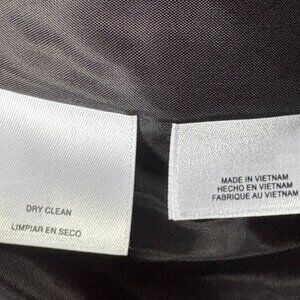 DRY CLEAN
LIMPIAR EN SECO
MADE IN VIETNAM
HECHO EN VIETNAM
FABRIQUE AU VIETNAM